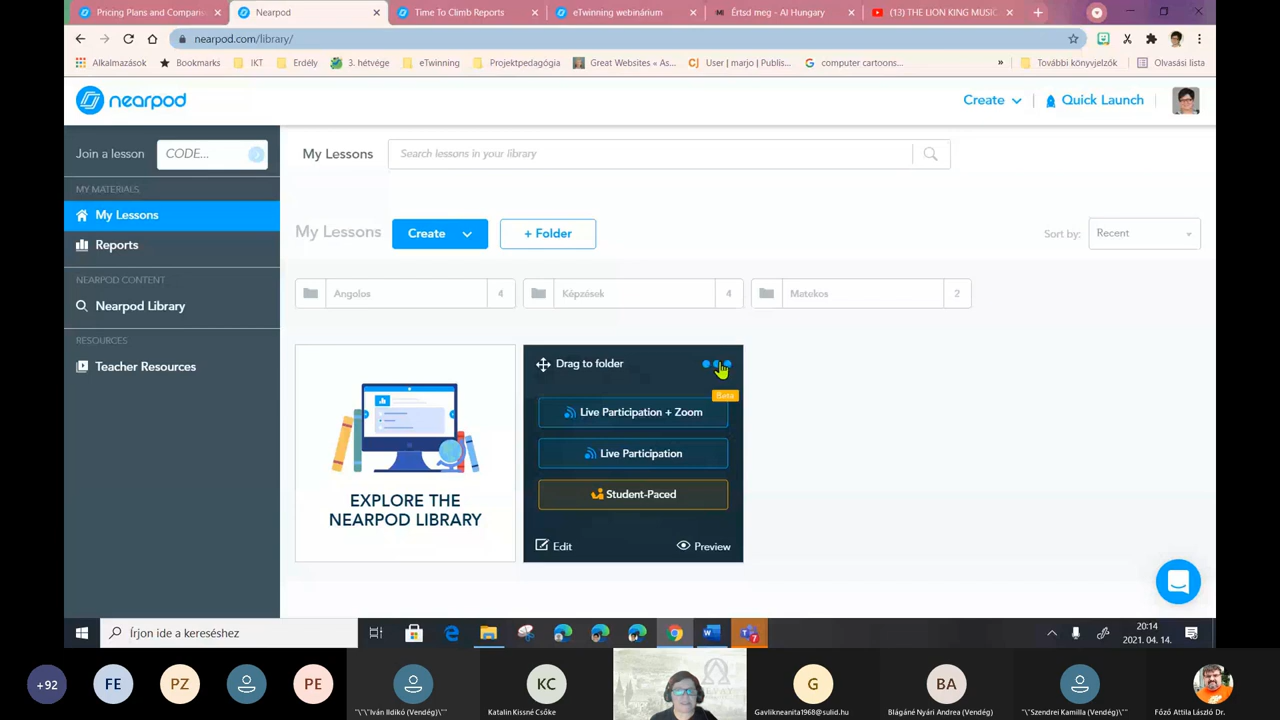 Pricing Plans and Compari
Nearpod
Time To Climb Reports
eTwinning webinárium
Értsd meg - AI Hungary
(13) THE LION KING MUSIC
nearpod.com/library/
Alkalmazások
Bookmarks
IKT
Erdély
3. hétvége
eTwinning
Projektpedagógia
Great Websites « As...
User | marjo | Publis...
computer cartoons...
»
További könyvjelzők
Olvasási lista
nearpod
Create
Quick Launch
Join a lesson
CODE...
My Lessons
Search lessons in your library
MY MATERIALS
My Lessons
Reports
NEARPOD CONTENT
Nearpod Library
RESOURCES
Teacher Resources
My Lessons
Create
+ Folder
Sort by:
Recent
Angolos
4
Képzések
4
Matekos
2
EXPLORE THE
NEARPOD LIBRARY
Drag to folder
Beta
Live Participation + Zoom
Live Participation
Student-Paced
Edit
Preview
Írjon ide a kereséshez
7
20:14
2021. 04. 14.
+92
FE
PZ
PE
\"\"Iván Ildikó (Vendég)\""
KC
Katalin Kissné Csőke
G
Gavlikneanita1968@sulid.hu
BA
Blágáné Nyári Andrea (Vendég)
"\"Szendrei Kamilla (Vendég)\""
Főző Attila László Dr.